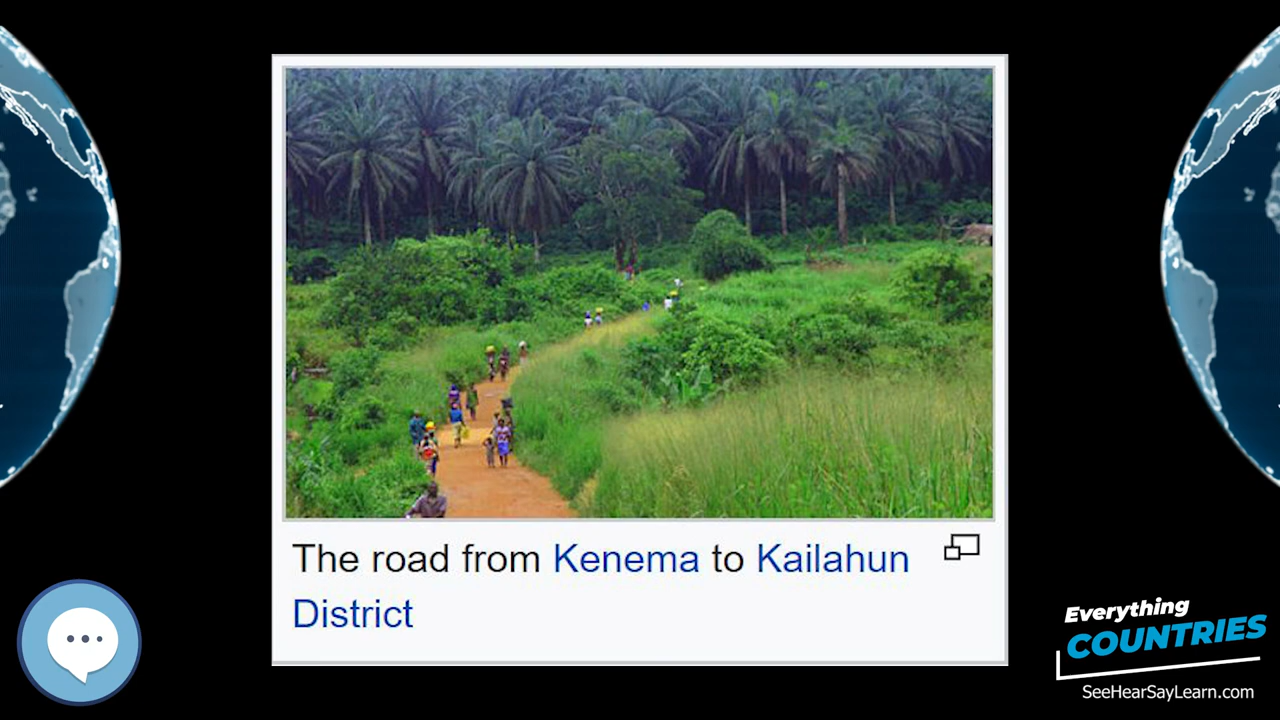 The road from Kenema to Kailahun
District
Everything
COUNTRIES
SeeHearSayLearn.com